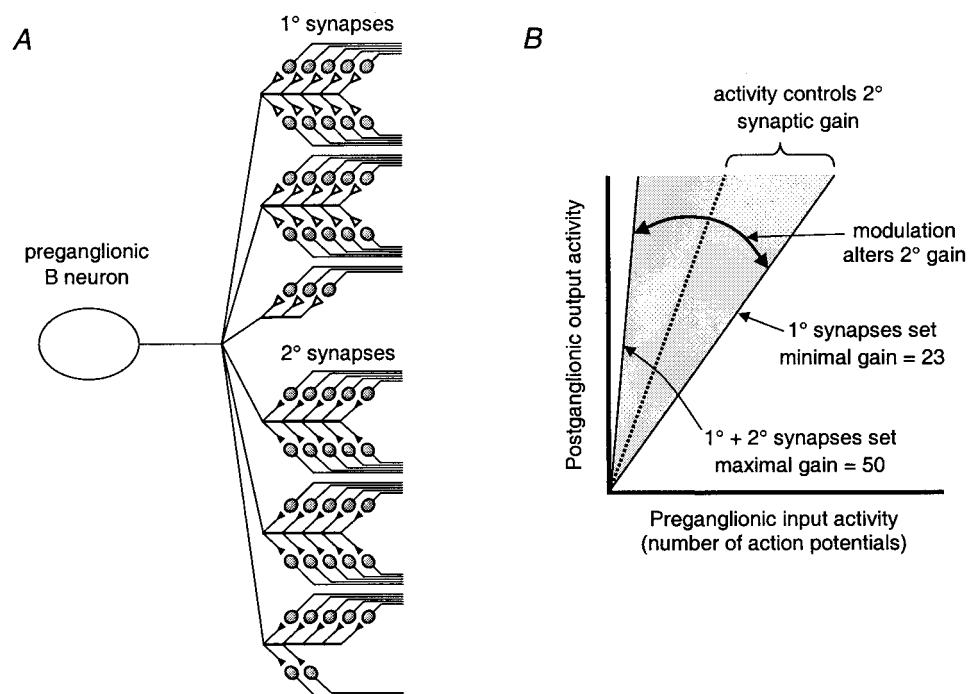 A
1° synapses
preganglionic
B neuron
2° synapses
B
activity controls 2°
synaptic gain
modulation
alters 2° gain
1° synapses set
minimal gain = 23
1° + 2° synapses set
maximal gain = 50
Postganglionic output activity
Preganglionic input activity
(number of action potentials)